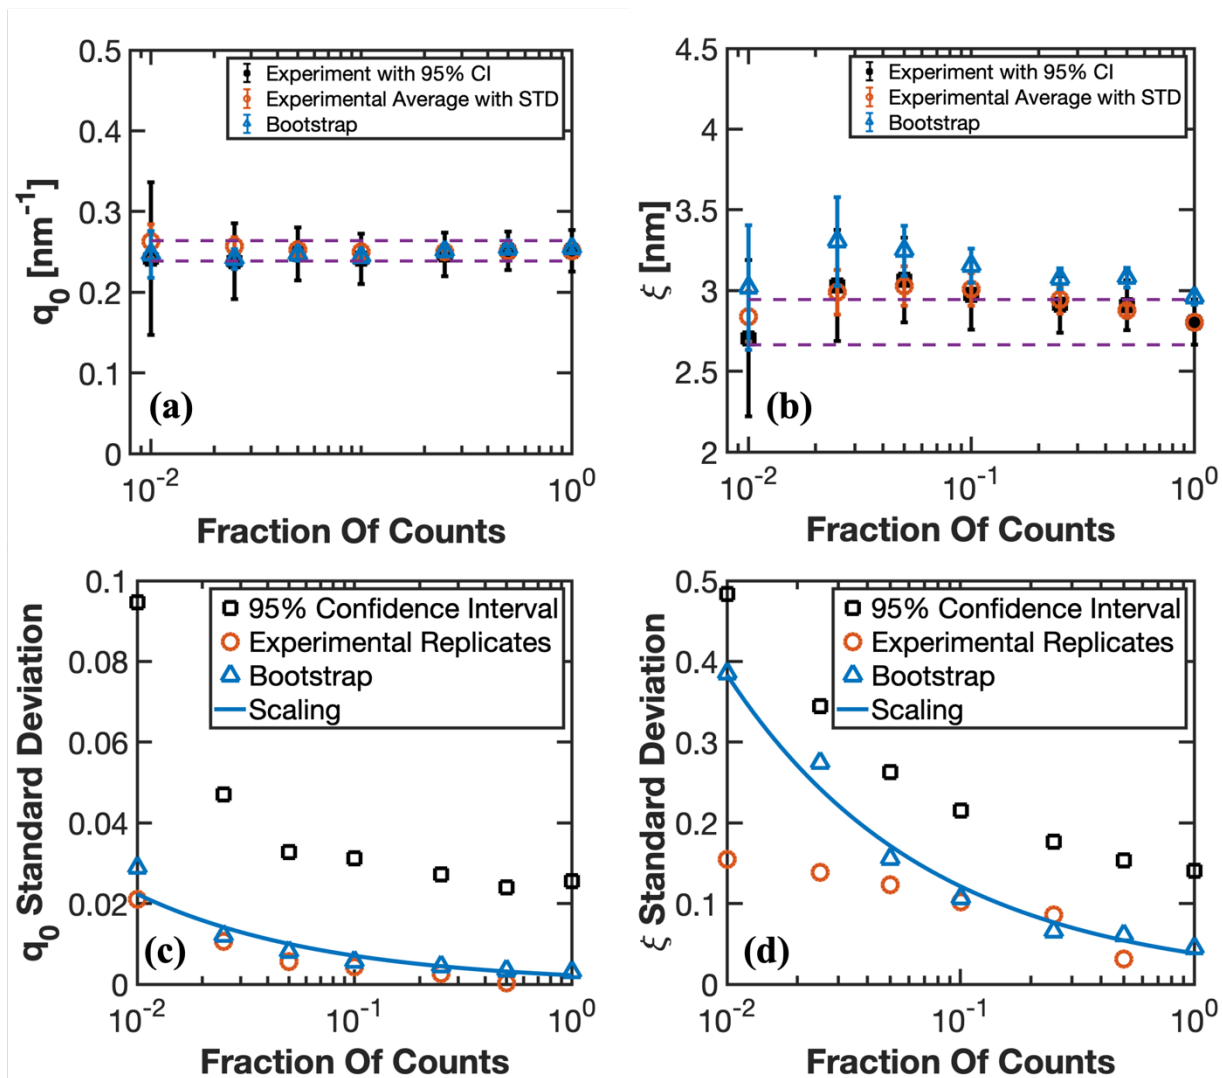 0.5
0.4
0.3
0.2
0.1
0
q₀ [nm⁻¹]
Experiment with 95% CI
Experimental Average with STD
Bootstrap
(a)
10⁻²
10⁻¹
10⁰
Fraction Of Counts
4.5
4
3.5
3
2.5
2
ξ [nm]
Experiment with 95% CI
Experimental Average with STD
Bootstrap
(b)
10⁻²
10⁻¹
10⁰
Fraction Of Counts
0.1
0.08
0.06
0.04
0.02
0
q₀ Standard Deviation
95% Confidence Interval
Experimental Replicates
Bootstrap
Scaling
(c)
10⁻²
10⁻¹
10⁰
Fraction Of Counts
0.5
0.4
0.3
0.2
0.1
0
ξ Standard Deviation
95% Confidence Interval
Experimental Replicates
Bootstrap
Scaling
(d)
10⁻²
10⁻¹
10⁰
Fraction Of Counts